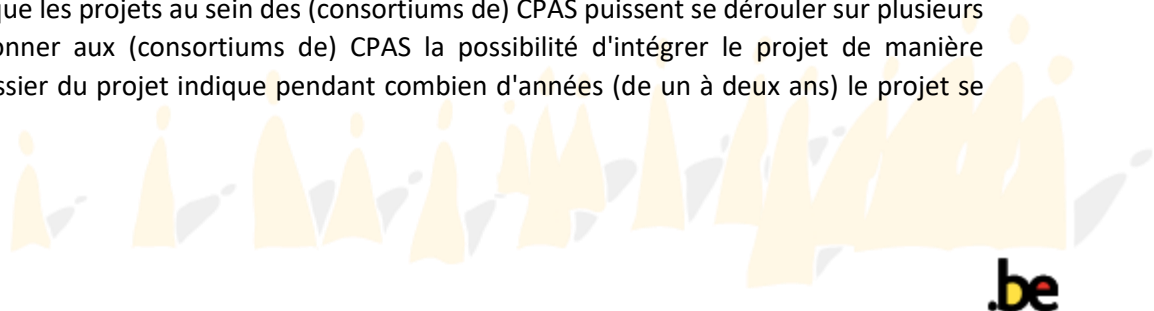 que les projets au sein des (consortiums de) CPAS puissent se dérouler sur plusieurs
onner aux (consortiums de) CPAS la possibilité d'intégrer le projet de manière
ssier du projet indique pendant combien d'années (de un à deux ans) le projet se
.be